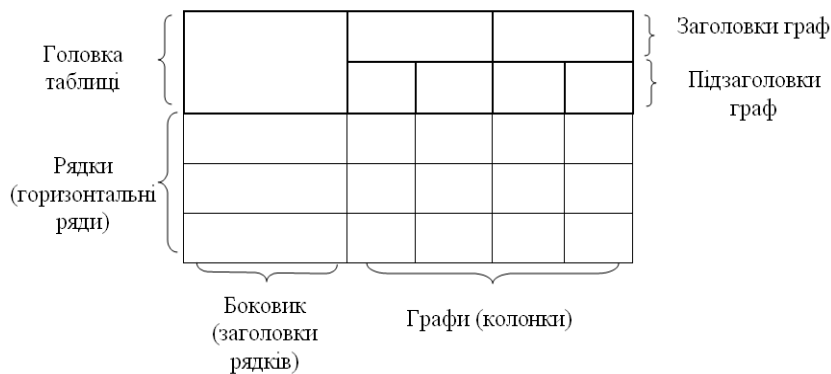 Головка
таблиці
Заголовки граф
Підзаголовки
граф
Рядки
(горизонтальні
ряди)
Боковик
(заголовки
рядків)
Графи (колонки)